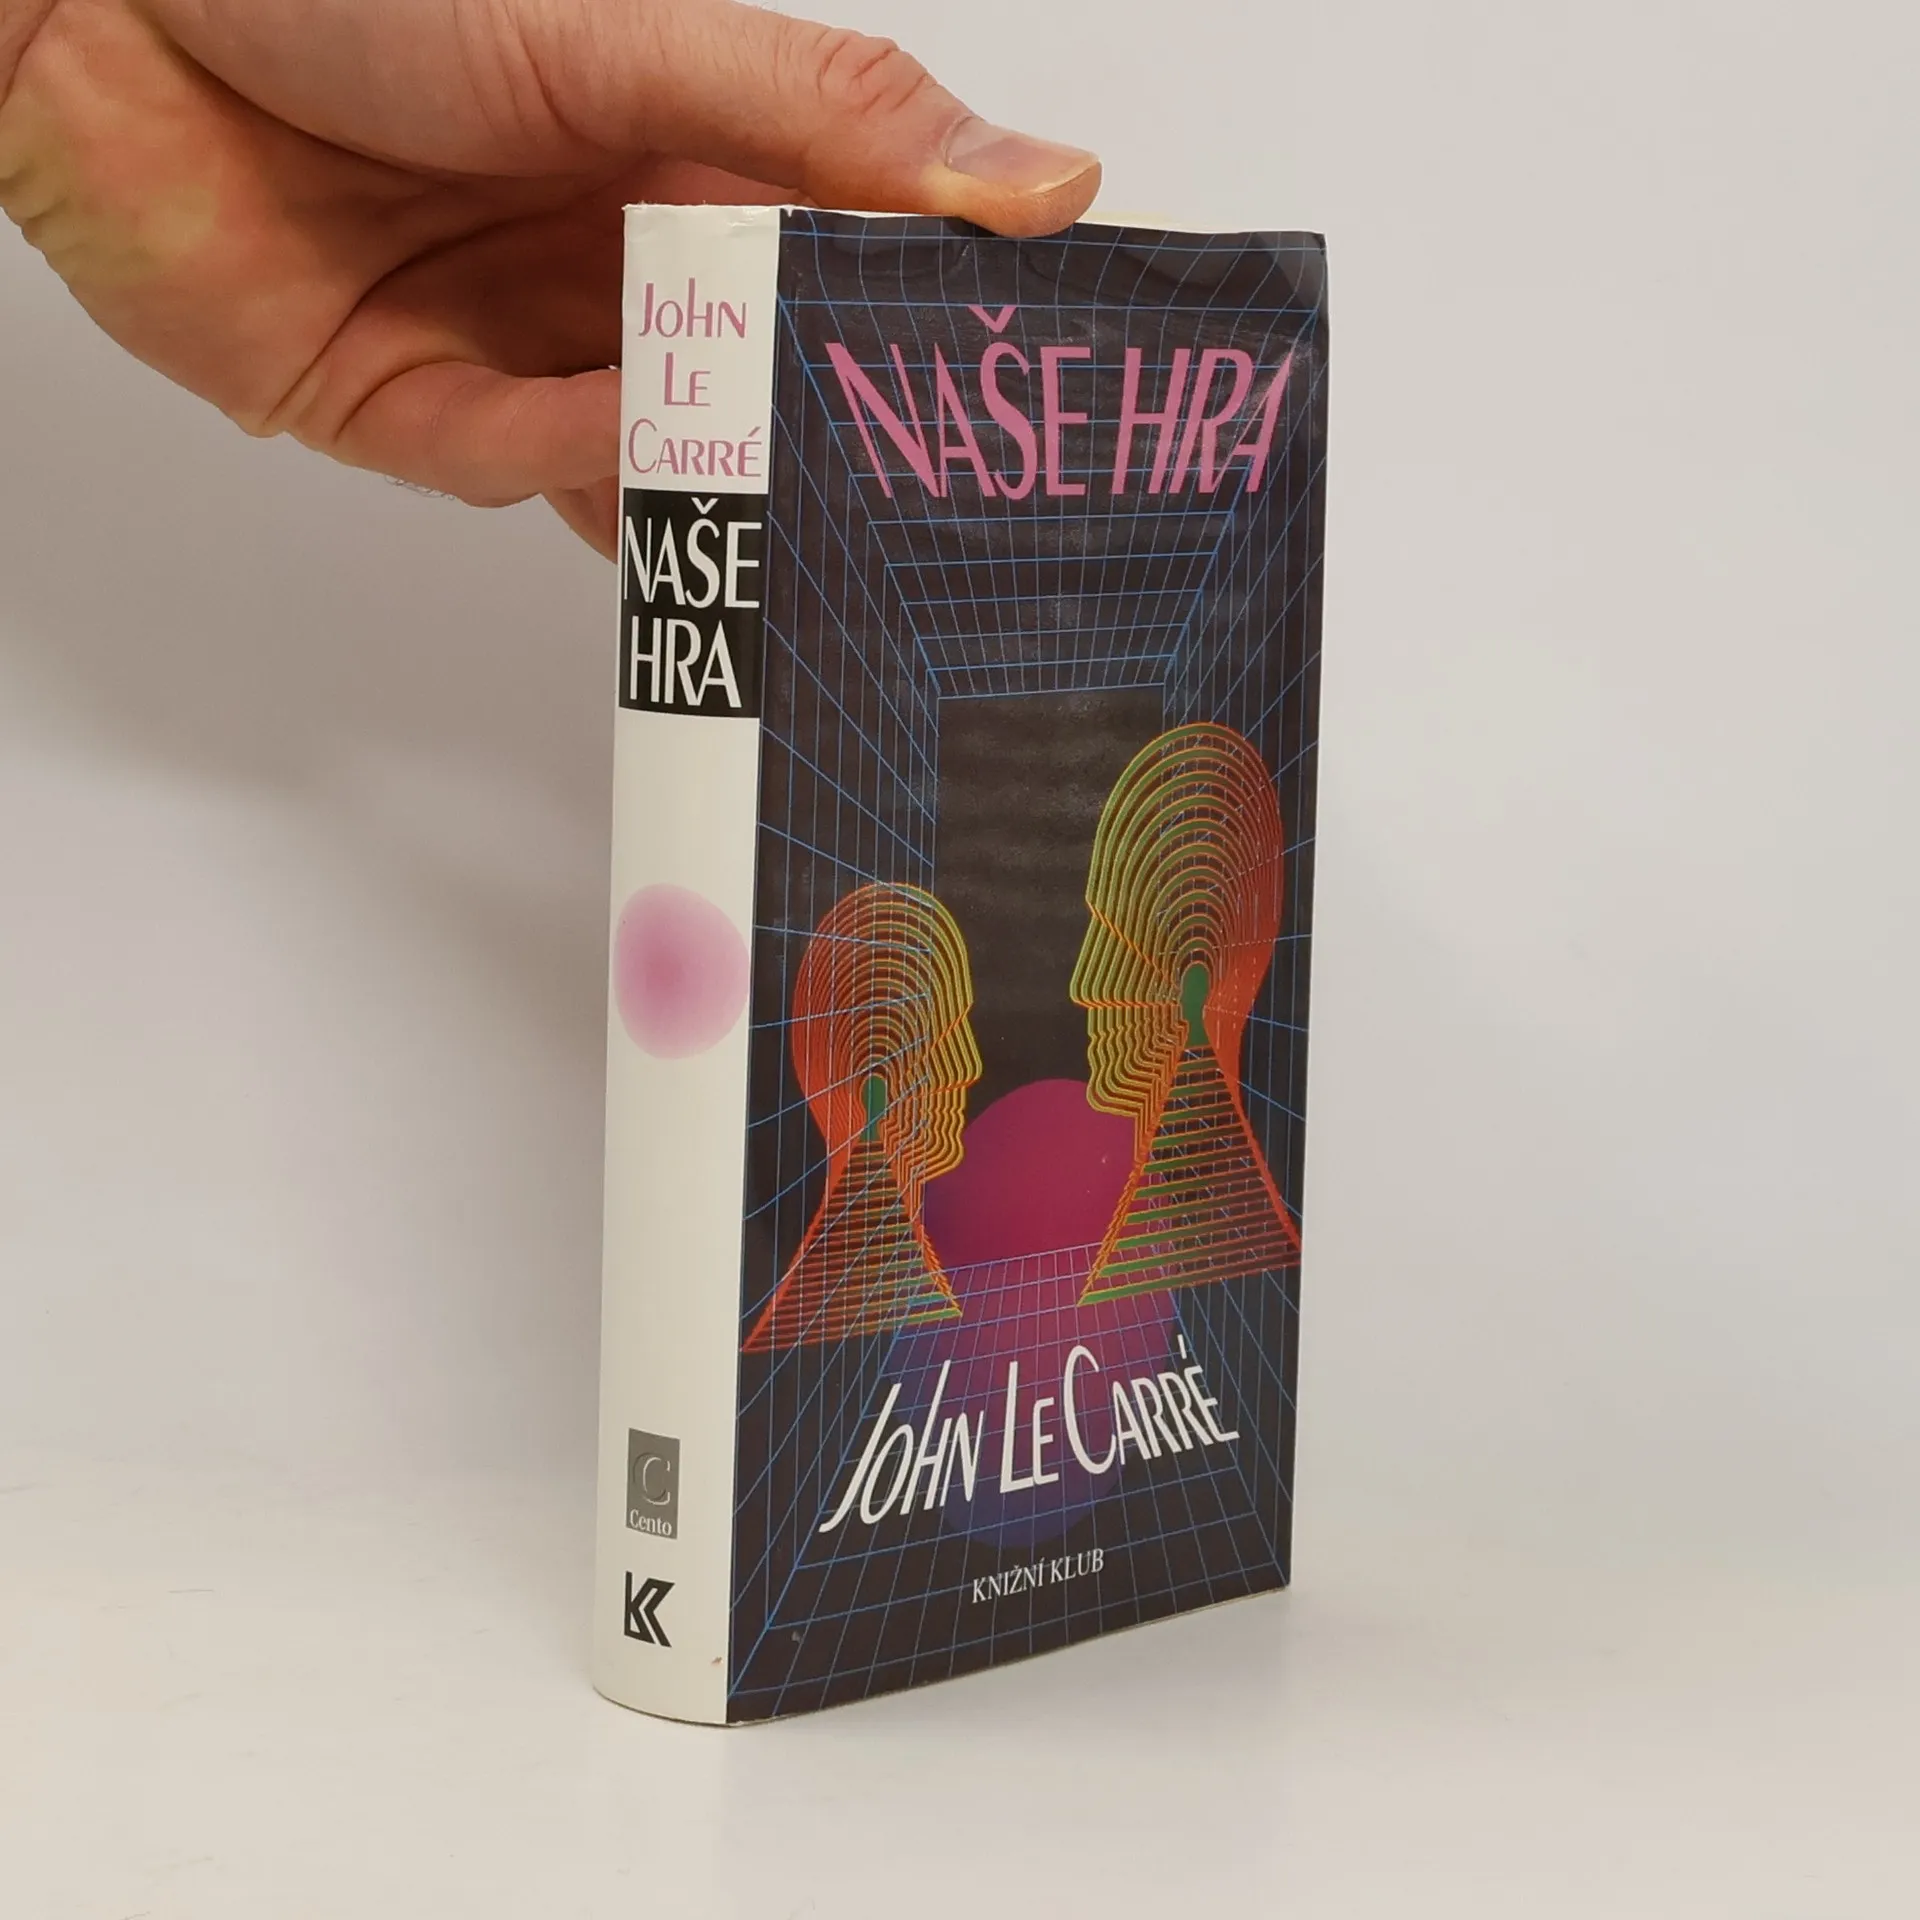 John
Le
Carré
NAŠE
HRA
C
Cento
NAŠE HRA
John Le Carré
KNIŽNÍ KLUB